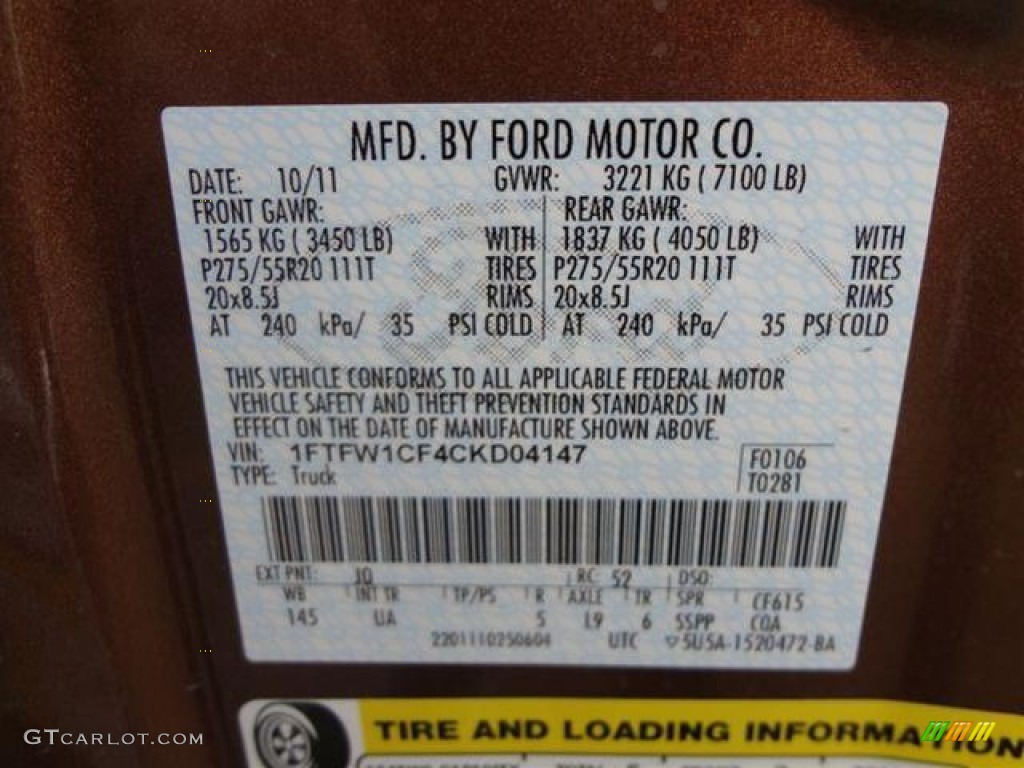 MFD. BY FORD MOTOR CO.
DATE: 10/11 GVWR: 3221 KG ( 7100 LB)
FRONT GAWR: REAR GAWR:
1565 KG ( 3450 LB) WITH 1837 KG ( 4050 LB) WITH
P275/55R20 111T TIRES P275/55R20 111T TIRES
20x8.5J RIMS 20x8.5J RIMS
AT 240 kPa/ 35 PSI COLD AT 240 kPa/ 35 PSI COLD
THIS VEHICLE CONFORMS TO ALL APPLICABLE FEDERAL MOTOR
VEHICLE SAFETY AND THEFT PREVENTION STANDARDS IN
EFFECT ON THE DATE OF MANUFACTURE SHOWN ABOVE.
VIN: 1FTFW1CF4CKD04147 F0106
TYPE: Truck T0281
EXT PNT: JQ RC: 52 DSO:
WB INT TR TP/PS R AXLE TR SPR CF615
145 UA 5 L9 6 SSPP COA
2201110250604 UTC 5U5A-1520472-BA
TIRE AND LOADING INFORMATION
GTCARLOT.COM